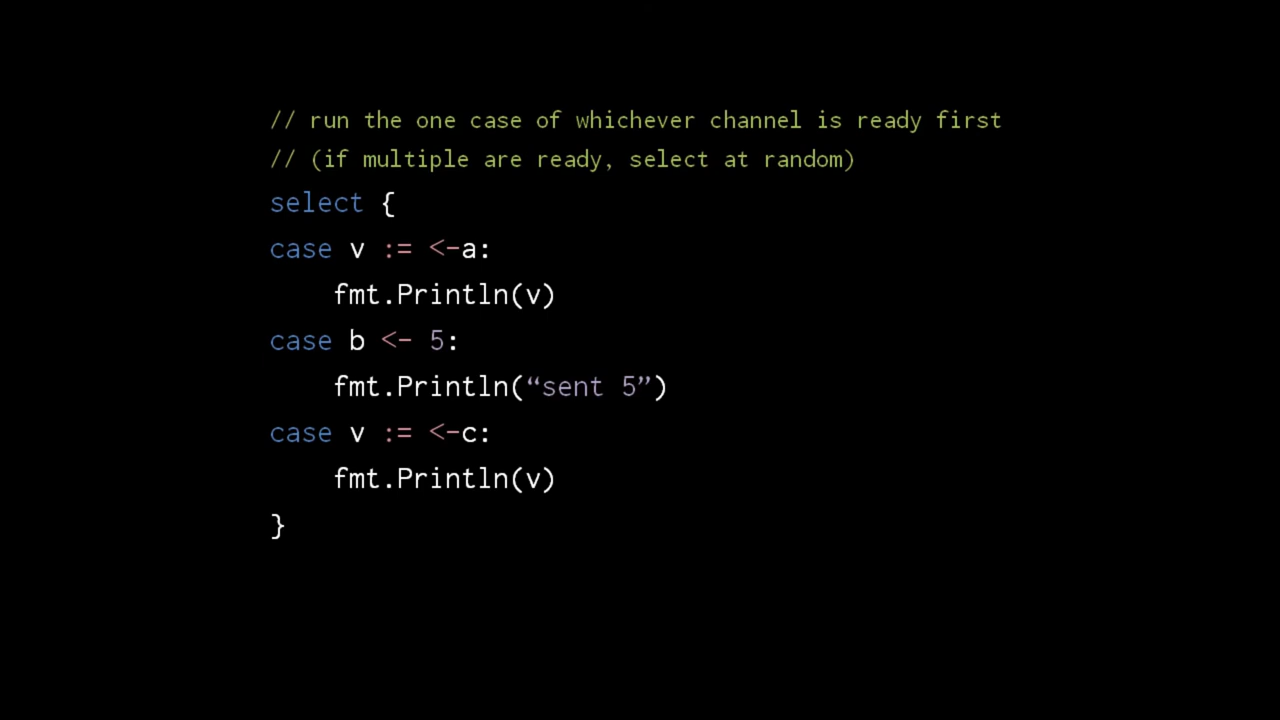 // run the one case of whichever channel is ready first
// (if multiple are ready, select at random)
select {
case v := <-a:
    fmt.Println(v)
case b <- 5:
    fmt.Println(“sent 5”)
case v := <-c:
    fmt.Println(v)
}